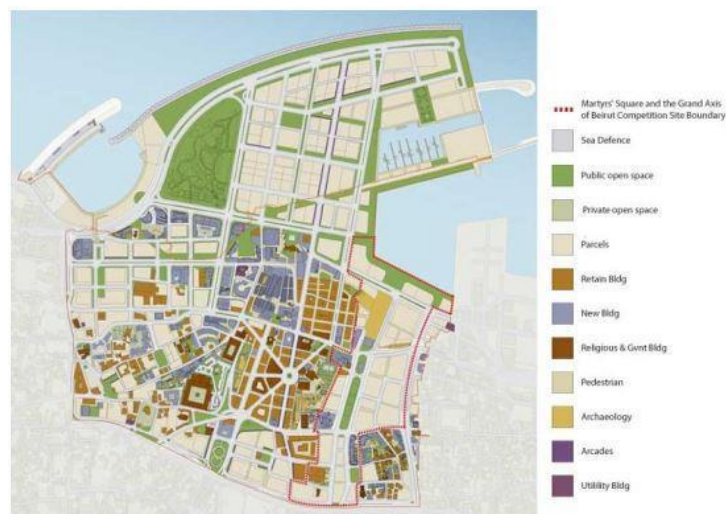 Martyrs' Square and the Grand Axis
of Beirut Competition Site Boundary
Sea Defence
Public open space
Private open space
Parcels
Retain Bldg
New Bldg
Religious & Gvnt Bldg
Pedestrian
Archaeology
Arcades
Utilility Bldg